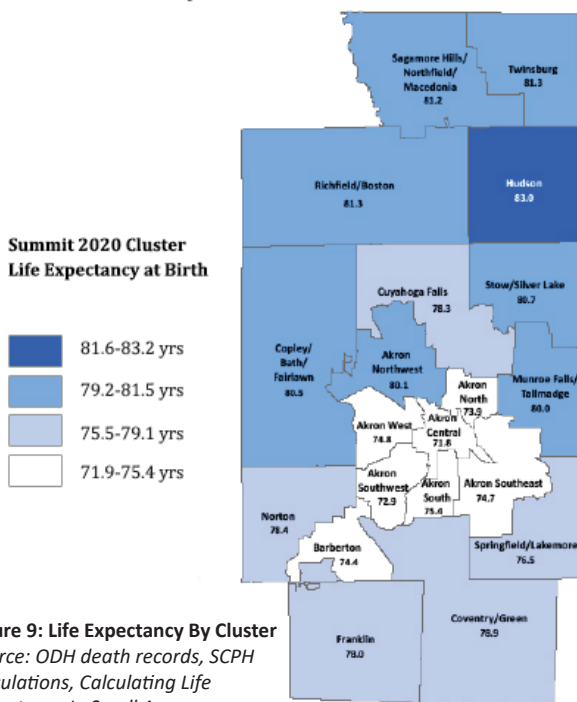 Sagamore Hills/
Northfield/
Macedonia
81.2
Twinsburg
81.3
Richfield/Boston
81.3
Hudson
83.0
Summit 2020 Cluster
Life Expectancy at Birth
81.6-83.2 yrs
79.2-81.5 yrs
75.5-79.1 yrs
71.9-75.4 yrs
Cuyahoga Falls
78.3
Stow/Silver Lake
80.7
Copley/
Bath/
Fairlawn
80.5
Akron
Northwest
80.1
Akron
North
73.9
Munroe Falls/
Tallmadge
80.0
Akron West
74.8
Akron
Central
71.8
Akron
Southwest
72.9
Akron
South
75.4
Akron Southeast
74.7
Norton
78.4
Barberton
74.4
Springfield/Lakemore
76.5
Coventry/Green
78.9
Franklin
78.0
ure 9: Life Expectancy By Cluster
rce: ODH death records, SCPH
culations, Calculating Life